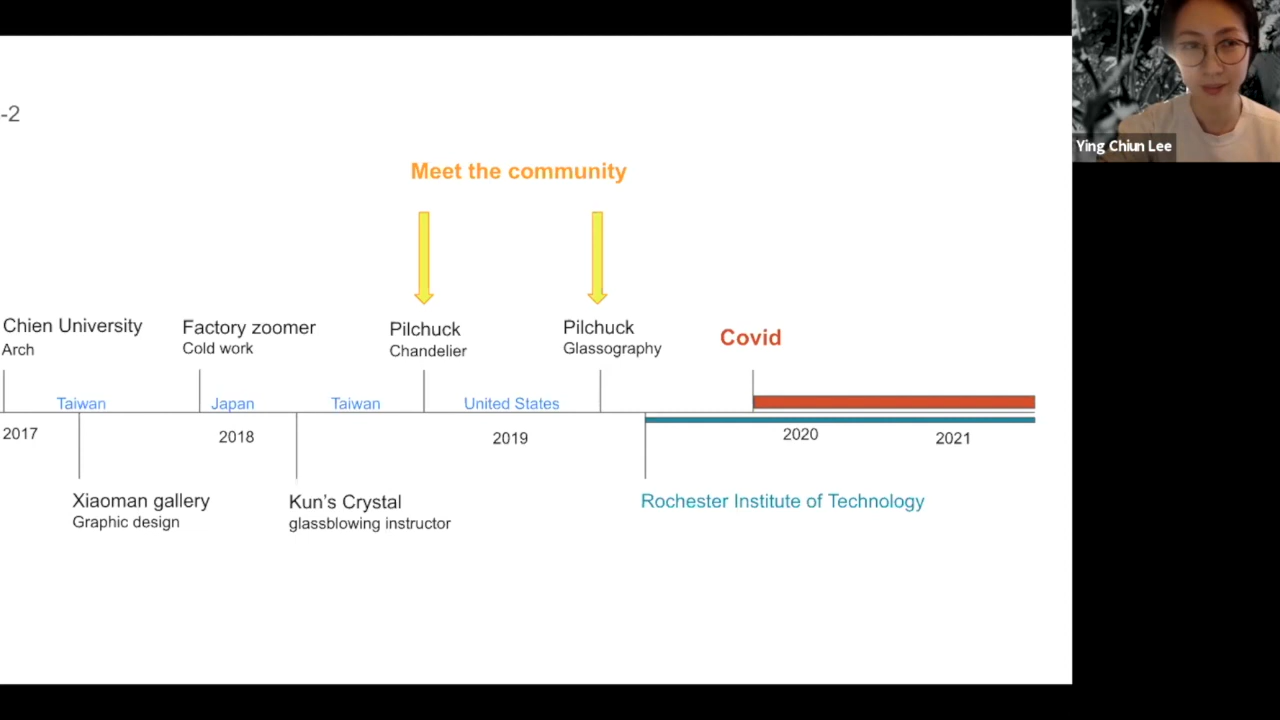 -2
Ying Chiun Lee
Meet the community
Chien University
Arch
Factory zoomer
Cold work
Pilchuck
Chandelier
Pilchuck
Glassography
Covid
Taiwan
Japan
Taiwan
United States
2017
2018
2019
2020
2021
Xiaoman gallery
Graphic design
Kun's Crystal
glassblowing instructor
Rochester Institute of Technology